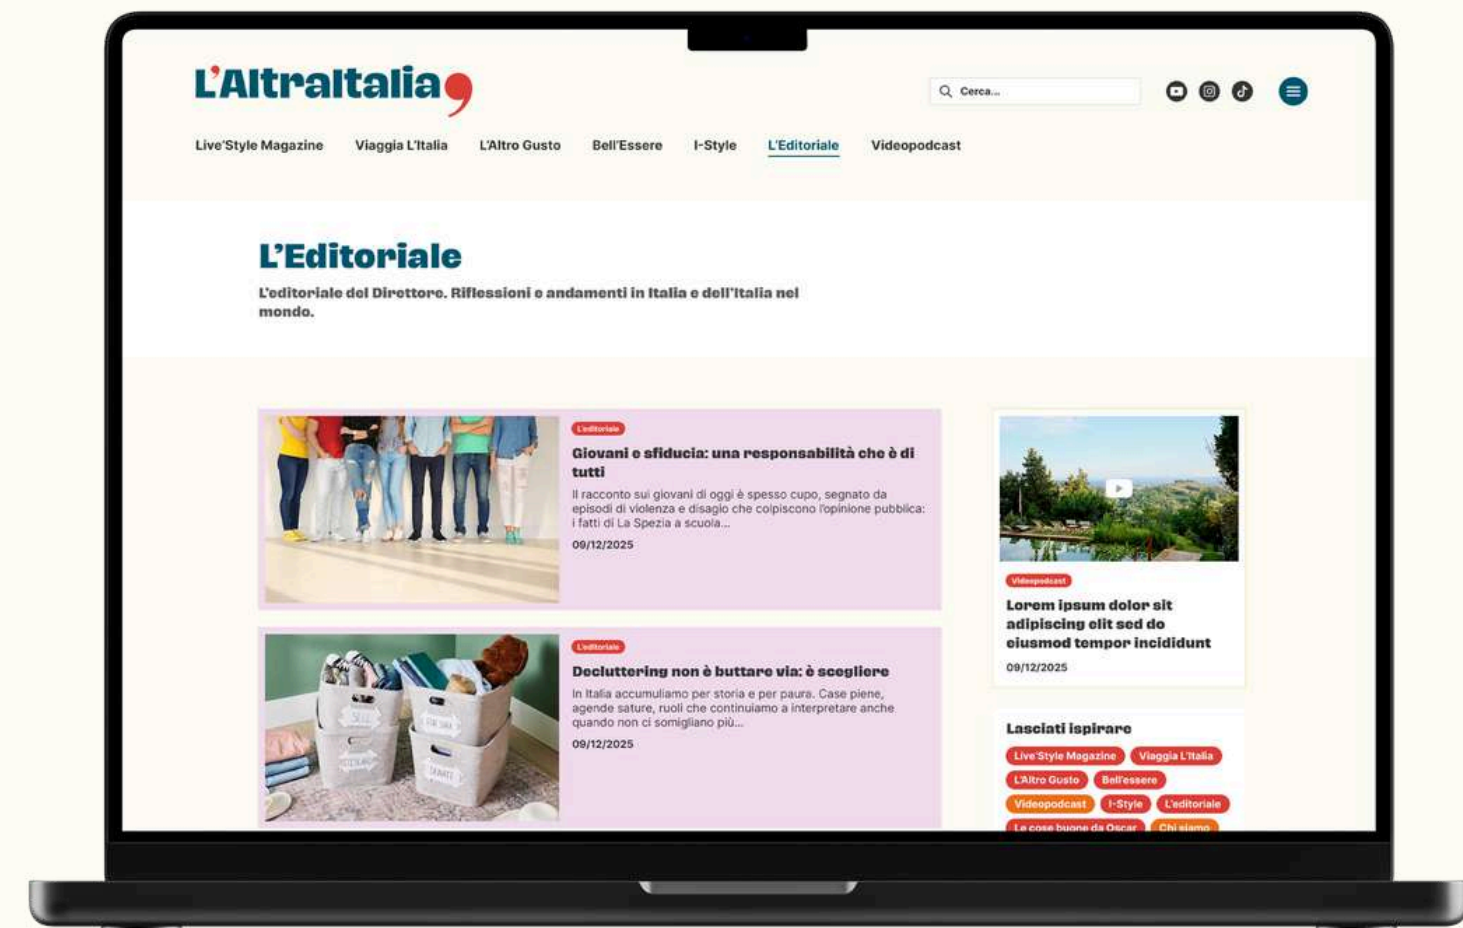 L'AltraItalia,
Cerca...
Live'Style Magazine
Viaggia L'Italia
L'Altro Gusto
Bell'Essere
I-Style
L'Editoriale
Videopodcast
L'Editoriale
L'editoriale del Direttore. Riflessioni e andamenti in Italia e dell'Italia nel
mondo.
L'editoriale
Giovani e sfiducia: una responsabilità che è di
tutti
Il racconto sui giovani di oggi è spesso cupo, segnato da
episodi di violenza e disagio che colpiscono l'opinione pubblica:
i fatti di La Spezia a scuola...
09/12/2025
SELL
DONATE
L'editoriale
Decluttering non è buttare via: è scegliere
In Italia accumuliamo per storia e per paura. Case piene,
agende sature, ruoli che continuiamo a interpretare anche
quando non ci somigliano più...
09/12/2025
Videopodcast
Lorem ipsum dolor sit
adipiscing elit sed do
eiusmod tempor incididunt
09/12/2025
Lasciati ispirare
Live'Style Magazine
Viaggia L'Italia
L'Altro Gusto
Bell'essere
Videopodcast
I-Style
L'editoriale
Le cose buone da Oscar
Chi siamo